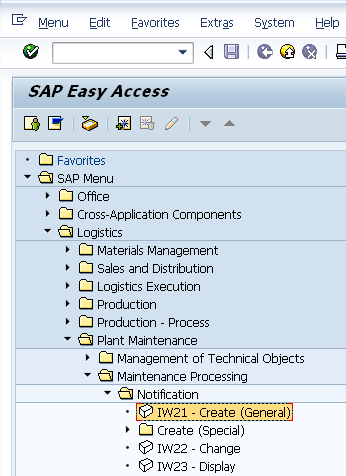 Menu Edit Favorites Extras System Help
SAP Easy Access
Favorites
SAP Menu
Office
Cross-Application Components
Logistics
Materials Management
Sales and Distribution
Logistics Execution
Production
Production - Process
Plant Maintenance
Management of Technical Objects
Maintenance Processing
Notification
IW21 - Create (General)
Create (Special)
IW22 - Change
IW23 - Display